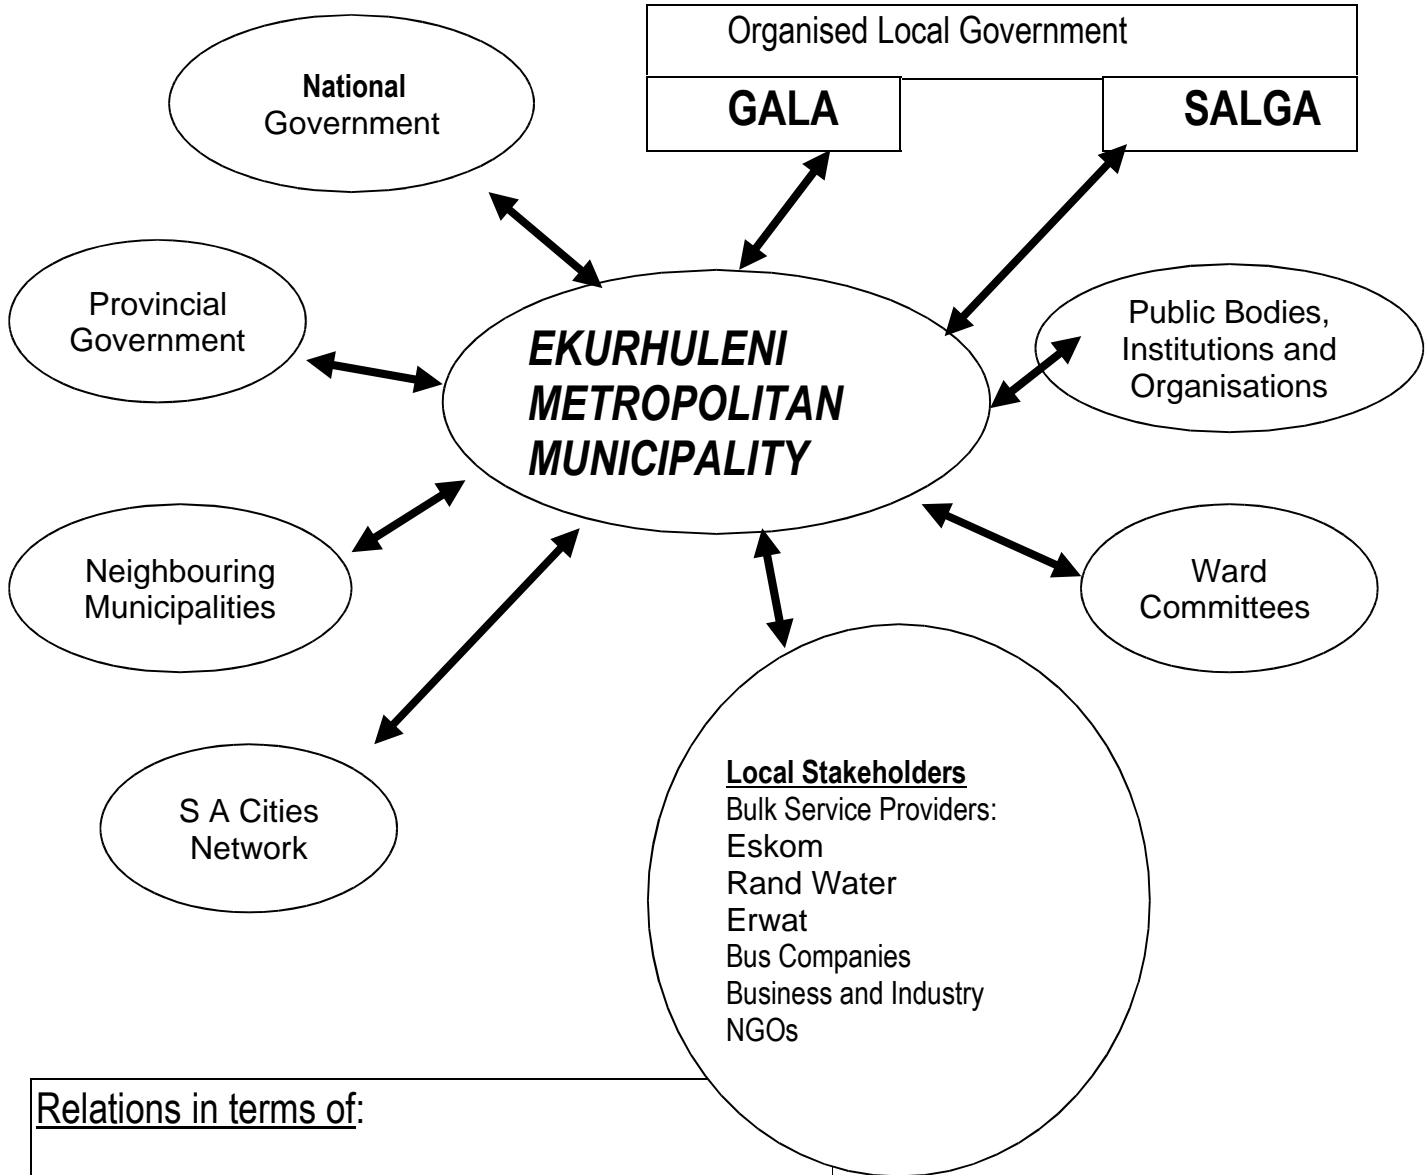 Organised Local Government
National
Government
GALA
SALGA
Provincial
Government
Public Bodies,
Institutions and
Organisations
EKURHULENI
METROPOLITAN
MUNICIPALITY
Neighbouring
Municipalities
Ward
Committees
S A Cities
Network
Local Stakeholders
Bulk Service Providers:
Eskom
Rand Water
Erwat
Bus Companies
Business and Industry
NGOs
Relations in terms of: